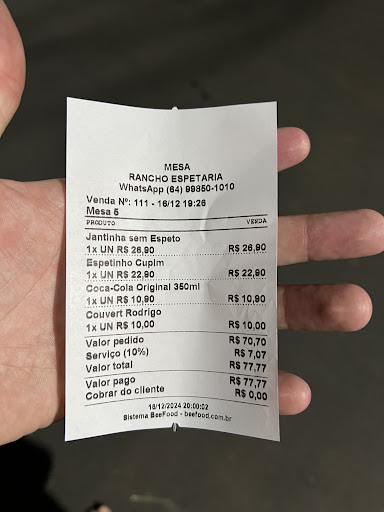 MESA
RANCHO ESPETARIA
WhatsApp (64) 99850-1010
Venda Nº: 111 - 16/12 19:26
Mesa 5
PRODUTO VENDA
Jantinha sem Espeto
1x UN R$ 26,90 R$ 26,90
Espetinho Cupim
1x UN R$ 22,90 R$ 22,90
Coca-Cola Original 350ml
1x UN R$ 10,90 R$ 10,90
Couvert Rodrigo
1x UN R$ 10,00 R$ 10,00
Valor pedido R$ 70,70
Serviço (10%) R$ 7,07
Valor total R$ 77,77
Valor pago R$ 77,77
Cobrar do cliente R$ 0,00
16/12/2024 20:00:02
Sistema BeeFood - beefood.com.br